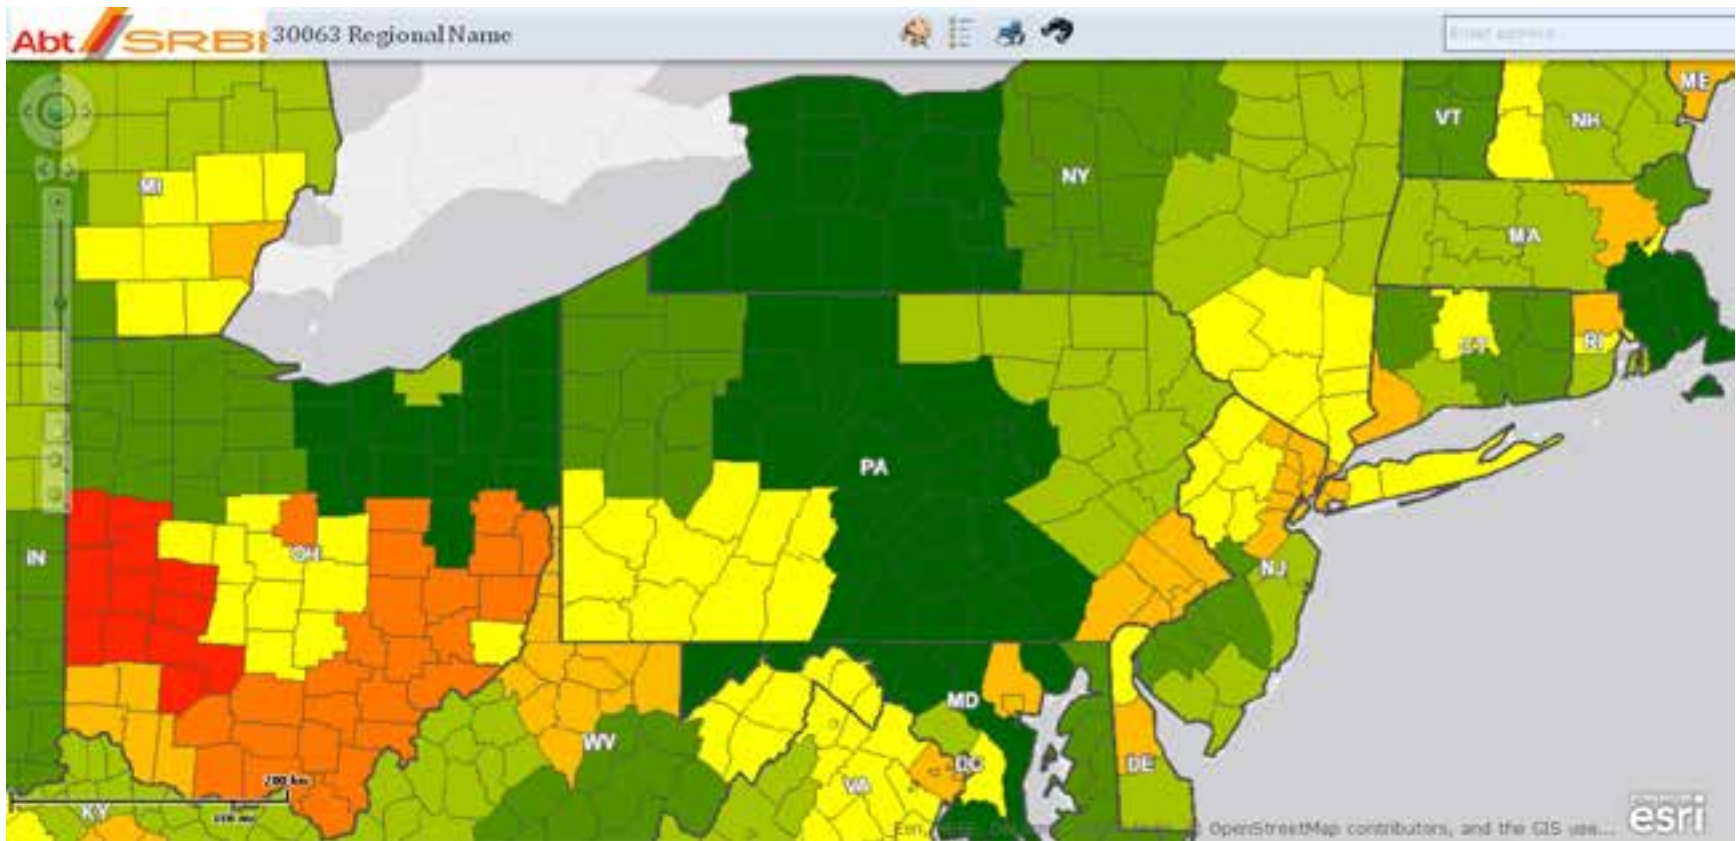 Abt SRBI 30063 Regional Name
ME
VT
NH
MI
NY
MA
CT
RI
PA
IN
OH
NJ
MD
WV
DE
DC
VA
200 km
KY
OpenStreetMap contributors, and the GIS use...
esri